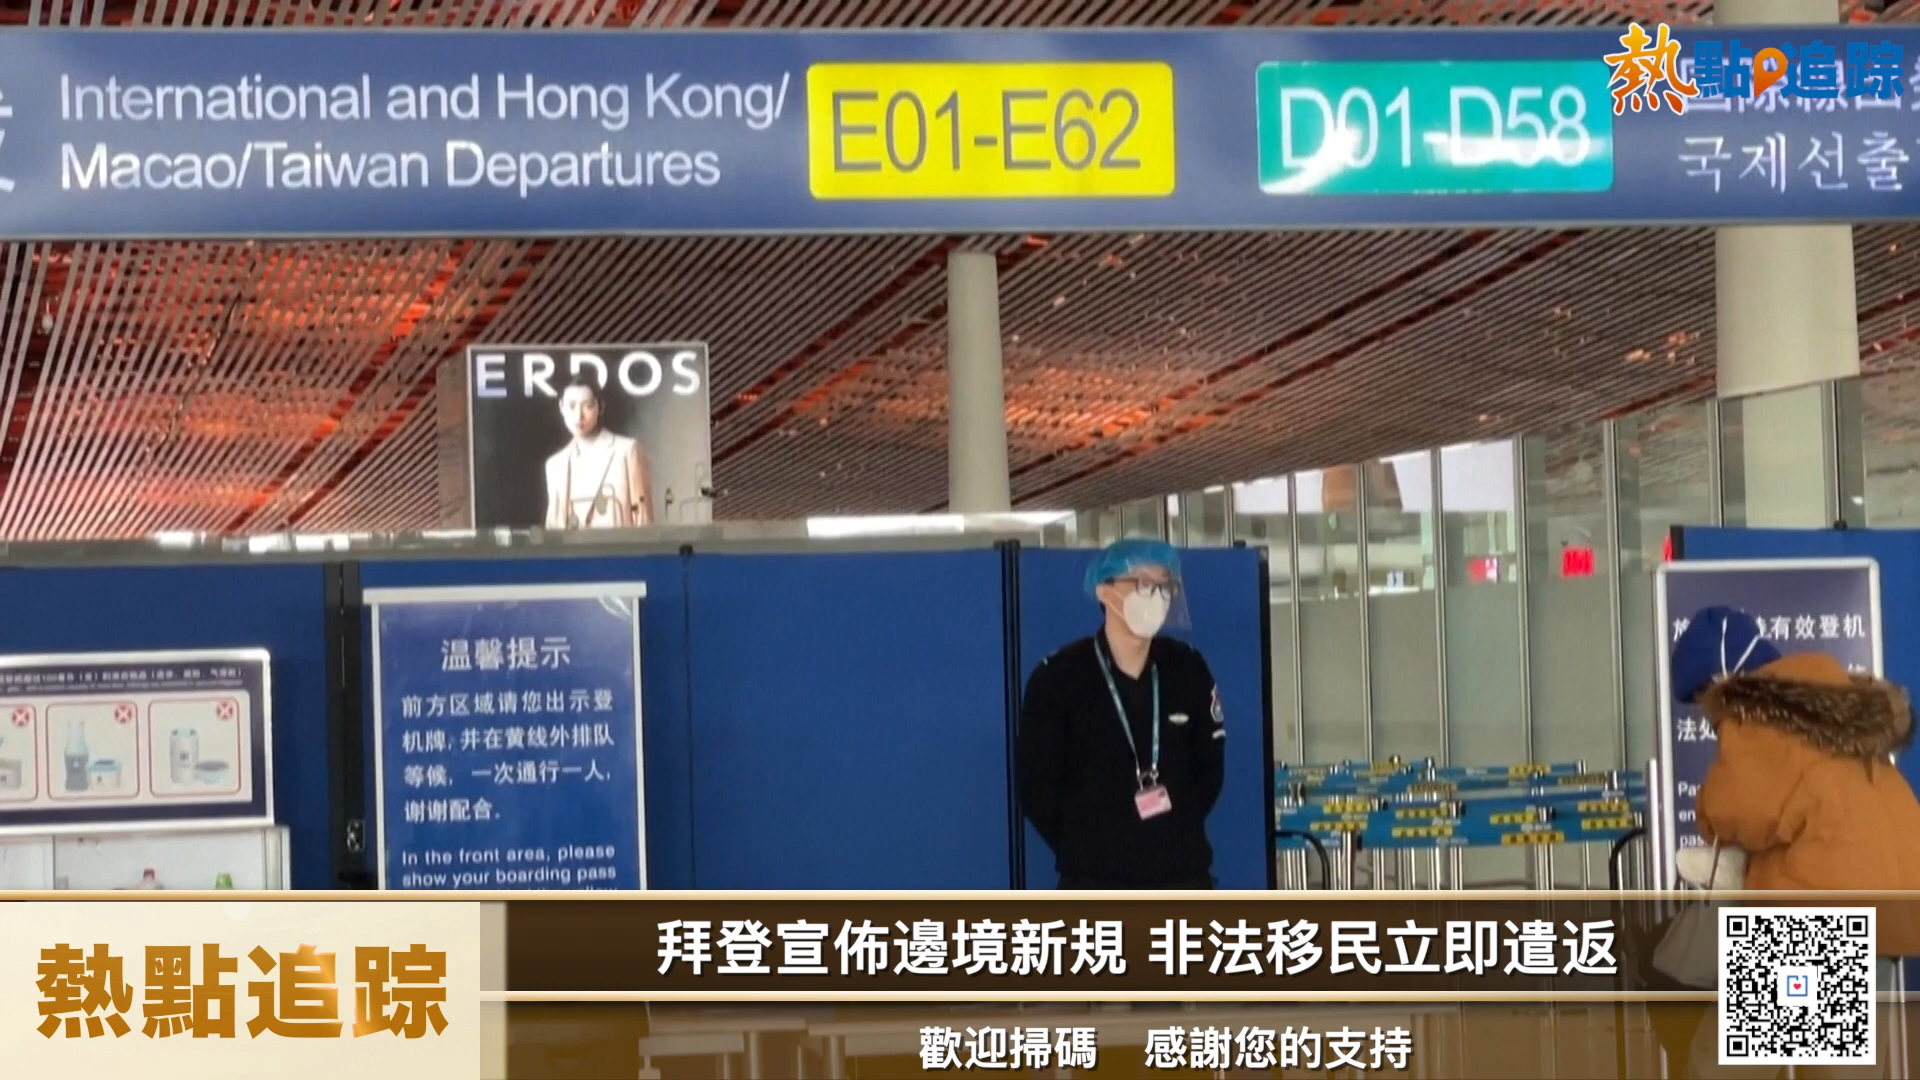 International and Hong Kong/
Macao/Taiwan Departures
E01-E62
D01-D58
국제선출
熱點追踪
ERDOS
温馨提示
前方区域请您出示登
机牌,并在黄线外排队
等候,一次通行一人,
谢谢配合。
In the front area, please
show your boarding pass
有效登机
法处
Pa
en
pas
熱點追踪
拜登宣佈邊境新規 非法移民立即遣返
歡迎掃碼 感謝您的支持